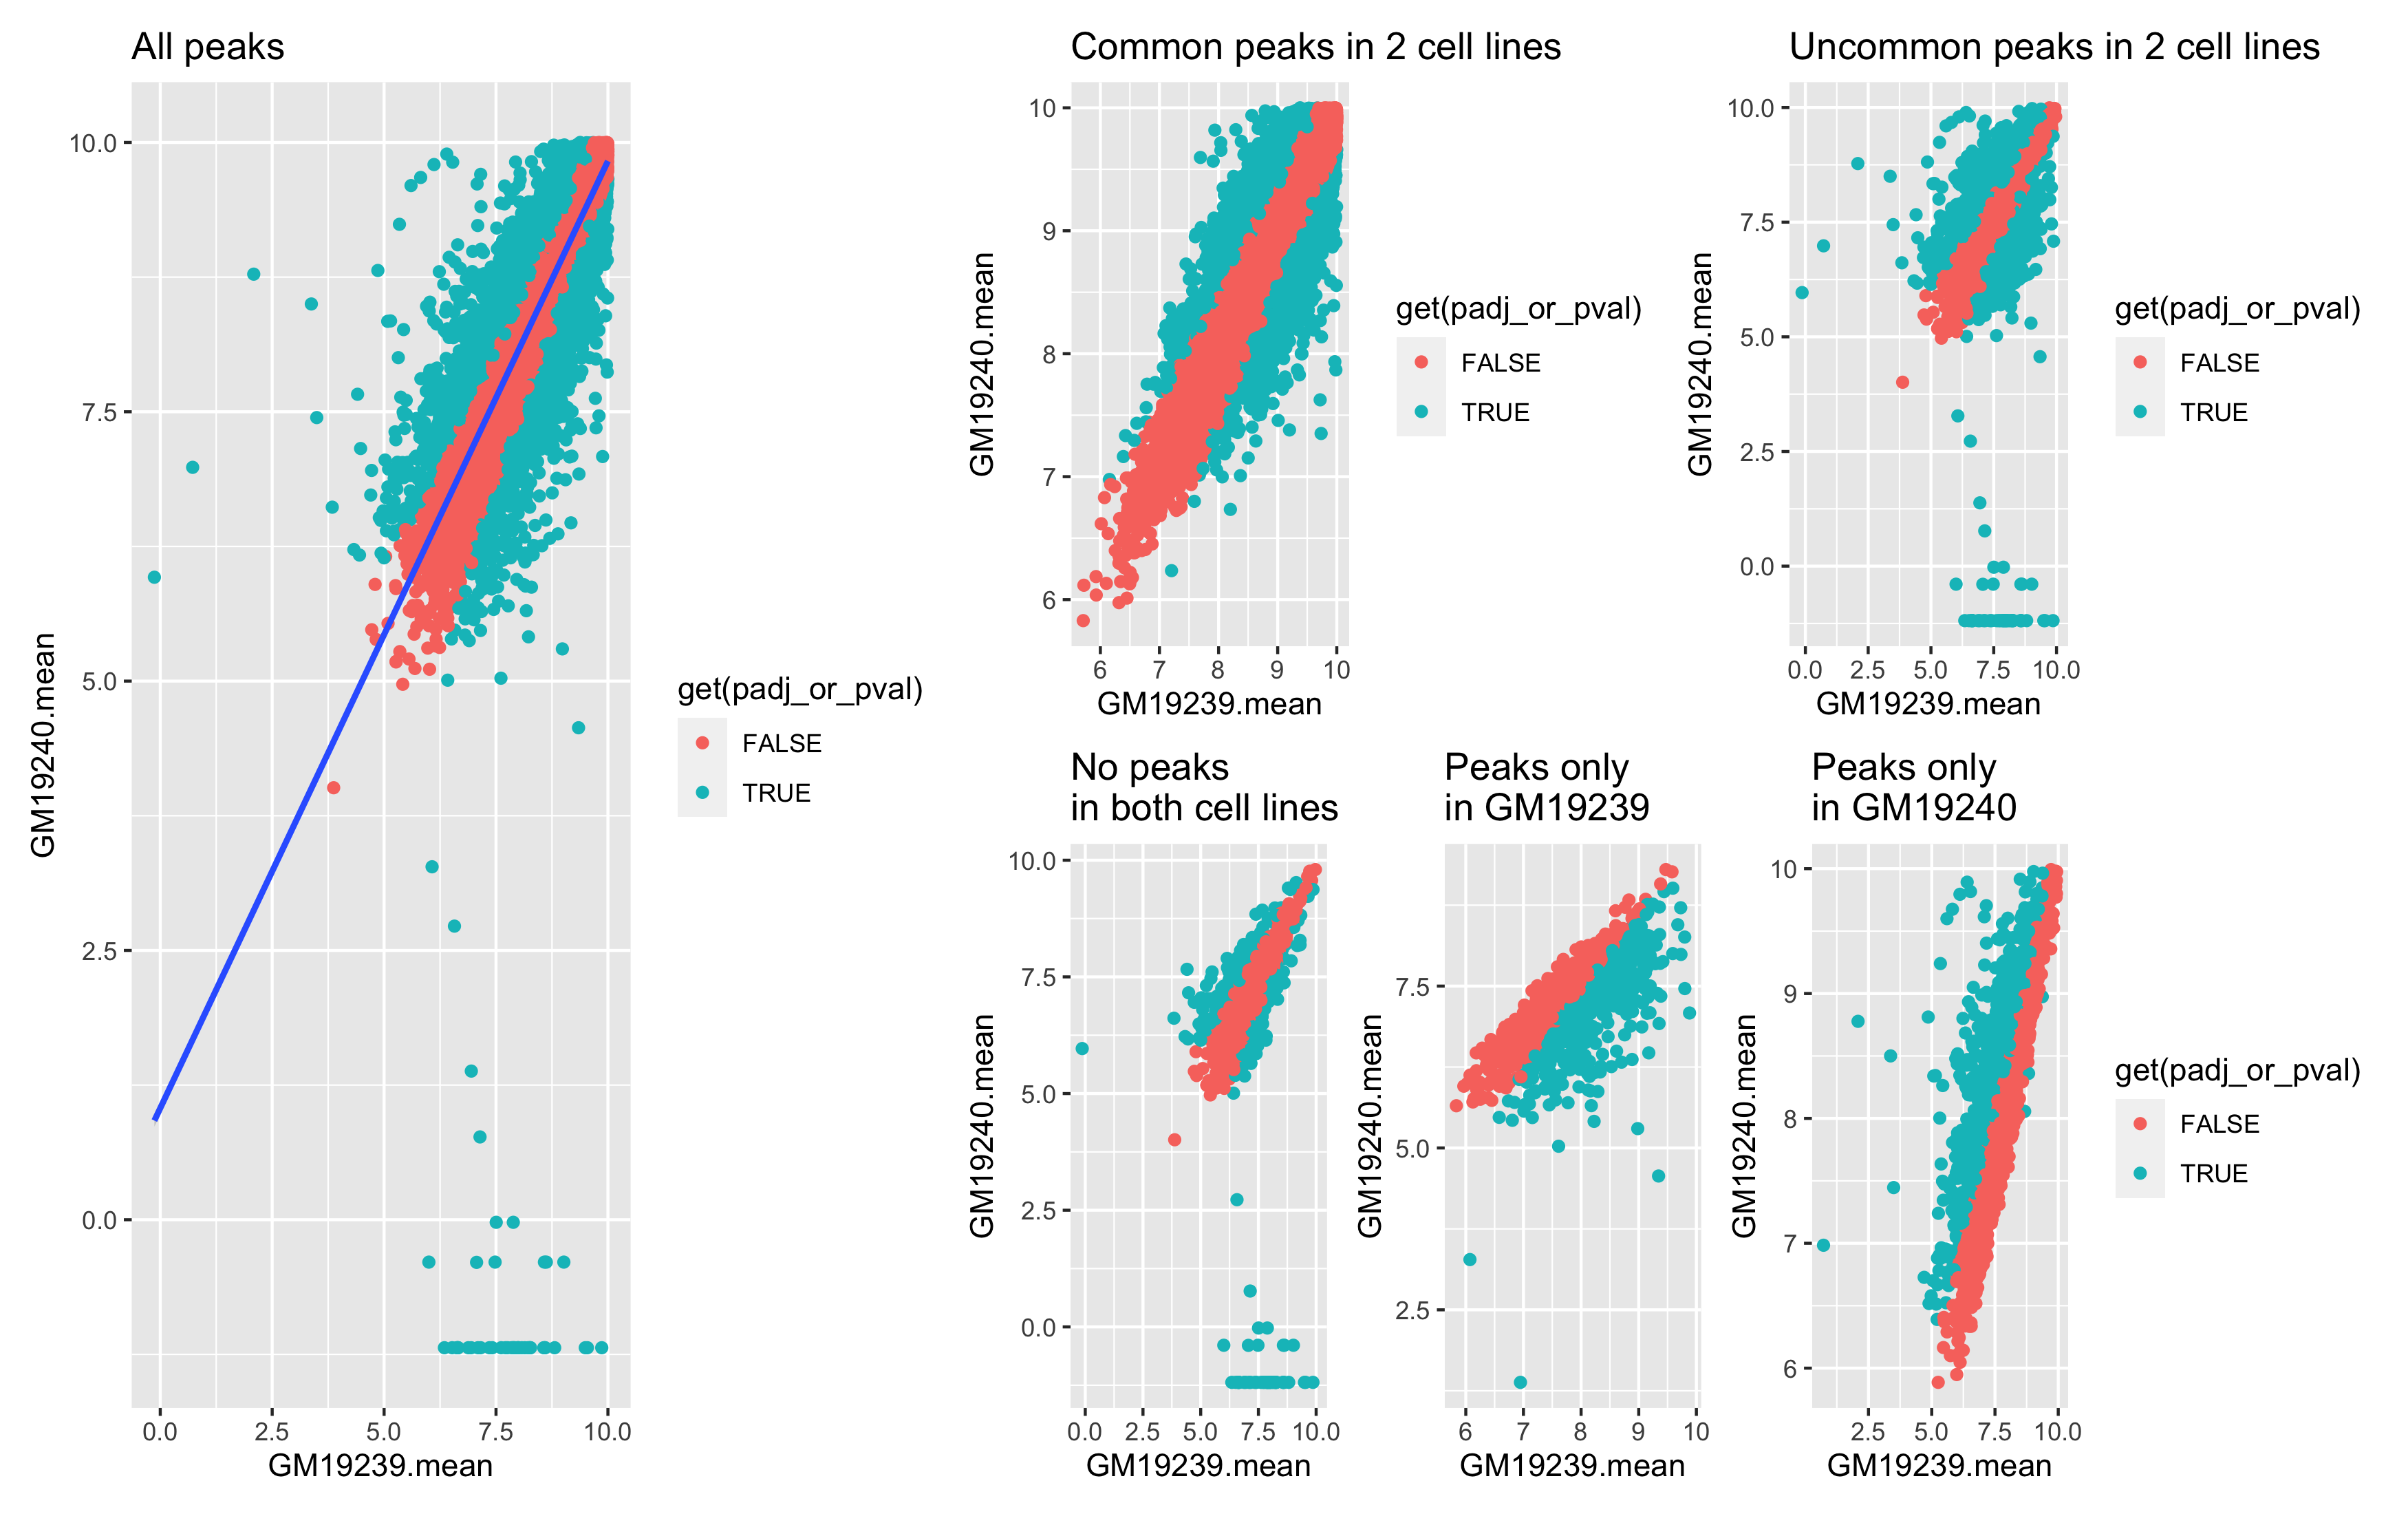 All peaks
GM19240.mean
10.0
7.5
5.0
2.5
0.0
0.0 2.5 5.0 7.5 10.0
GM19239.mean
get(padj_or_pval)
FALSE
TRUE
Common peaks in 2 cell lines
GM19240.mean
10
9
8
7
6
6 7 8 9 10
GM19239.mean
get(padj_or_pval)
FALSE
TRUE
Uncommon peaks in 2 cell lines
GM19240.mean
10.0
7.5
5.0
2.5
0.0
0.0 2.5 5.0 7.5 10.0
GM19239.mean
get(padj_or_pval)
FALSE
TRUE
No peaks
in both cell lines
GM19240.mean
10.0
7.5
5.0
2.5
0.0
0.0 2.5 5.0 7.5 10.0
GM19239.mean
Peaks only
in GM19239
GM19240.mean
7.5
5.0
2.5
6 7 8 9 10
GM19239.mean
Peaks only
in GM19240
GM19240.mean
10
9
8
7
6
2.5 5.0 7.5 10.0
GM19239.mean
get(padj_or_pval)
FALSE
TRUE